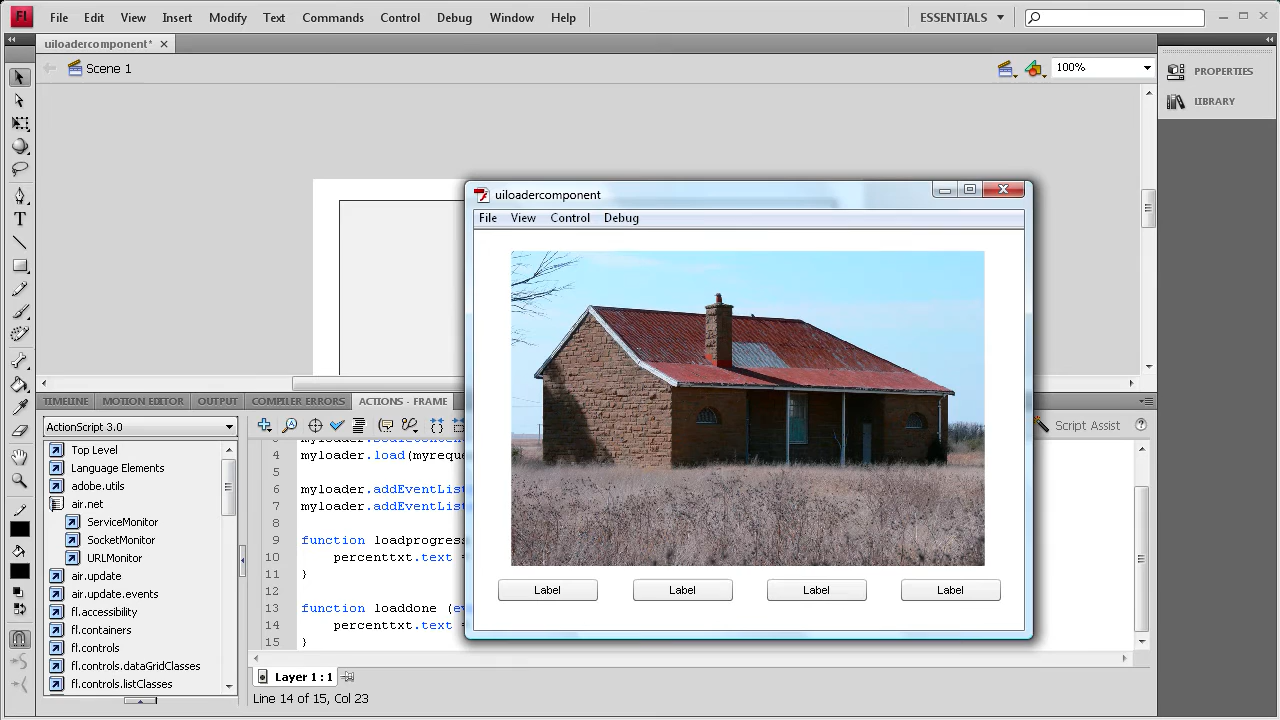 Fl File Edit View Insert Modify Text Commands Control Debug Window Help ESSENTIALS
uiloadercomponent*
Scene 1 100%
PROPERTIES
LIBRARY
uiloadercomponent
File View Control Debug
Label Label Label Label
TIMELINE MOTION EDITOR OUTPUT COMPILER ERRORS ACTIONS - FRAME
ActionScript 3.0
Script Assist
Top Level
Language Elements
adobe.utils
air.net
ServiceMonitor
SocketMonitor
URLMonitor
air.update
air.update.events
fl.accessibility
fl.containers
fl.controls
fl.controls.dataGridClasses
fl.controls.listClasses
4 myloader.load(myreque
5
6 myloader.addEventList
7 myloader.addEventList
8
9 function loadprogress
10 percenttxt.text =
11 }
12
13 function loaddone (ev
14 percenttxt.text =
15 }
Layer 1 : 1
Line 14 of 15, Col 23